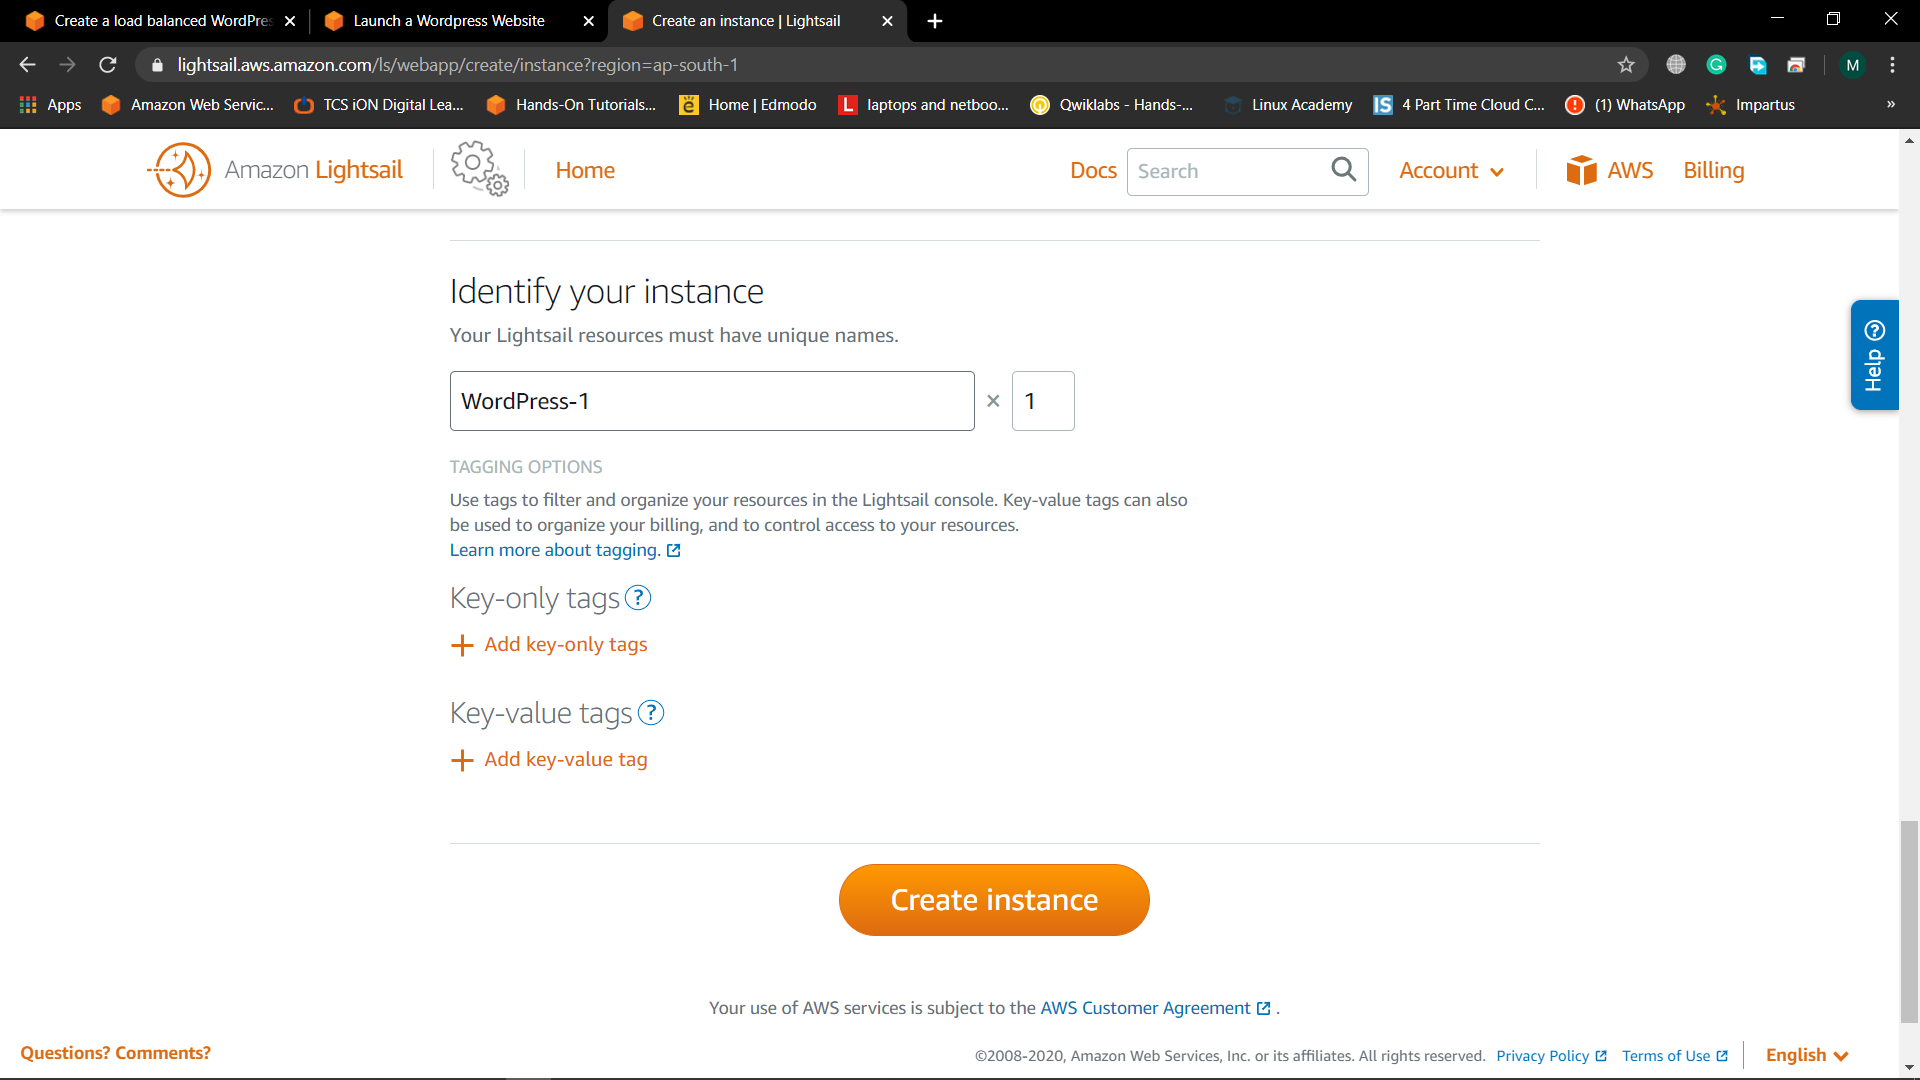 Create a load balanced WordPres
Launch a Wordpress Website
Create an instance | Lightsail
lightsail.aws.amazon.com/ls/webapp/create/instance?region=ap-south-1
M
Apps
Amazon Web Servic...
TCS iON Digital Lea...
Hands-On Tutorials...
Home | Edmodo
L laptops and netboo...
Qwiklabs - Hands-...
Linux Academy
IS 4 Part Time Cloud C...
(1) WhatsApp
Impartus
»
Amazon Lightsail
Home
Docs
Search
Account
AWS
Billing
Identify your instance
Your Lightsail resources must have unique names.
WordPress-1 × 1
Help ?
TAGGING OPTIONS
Use tags to filter and organize your resources in the Lightsail console. Key-value tags can also
be used to organize your billing, and to control access to your resources.
Learn more about tagging.
Key-only tags ?
+ Add key-only tags
Key-value tags ?
+ Add key-value tag
Create instance
Your use of AWS services is subject to the AWS Customer Agreement .
Questions? Comments?
©2008-2020, Amazon Web Services, Inc. or its affiliates. All rights reserved. Privacy Policy Terms of Use
English